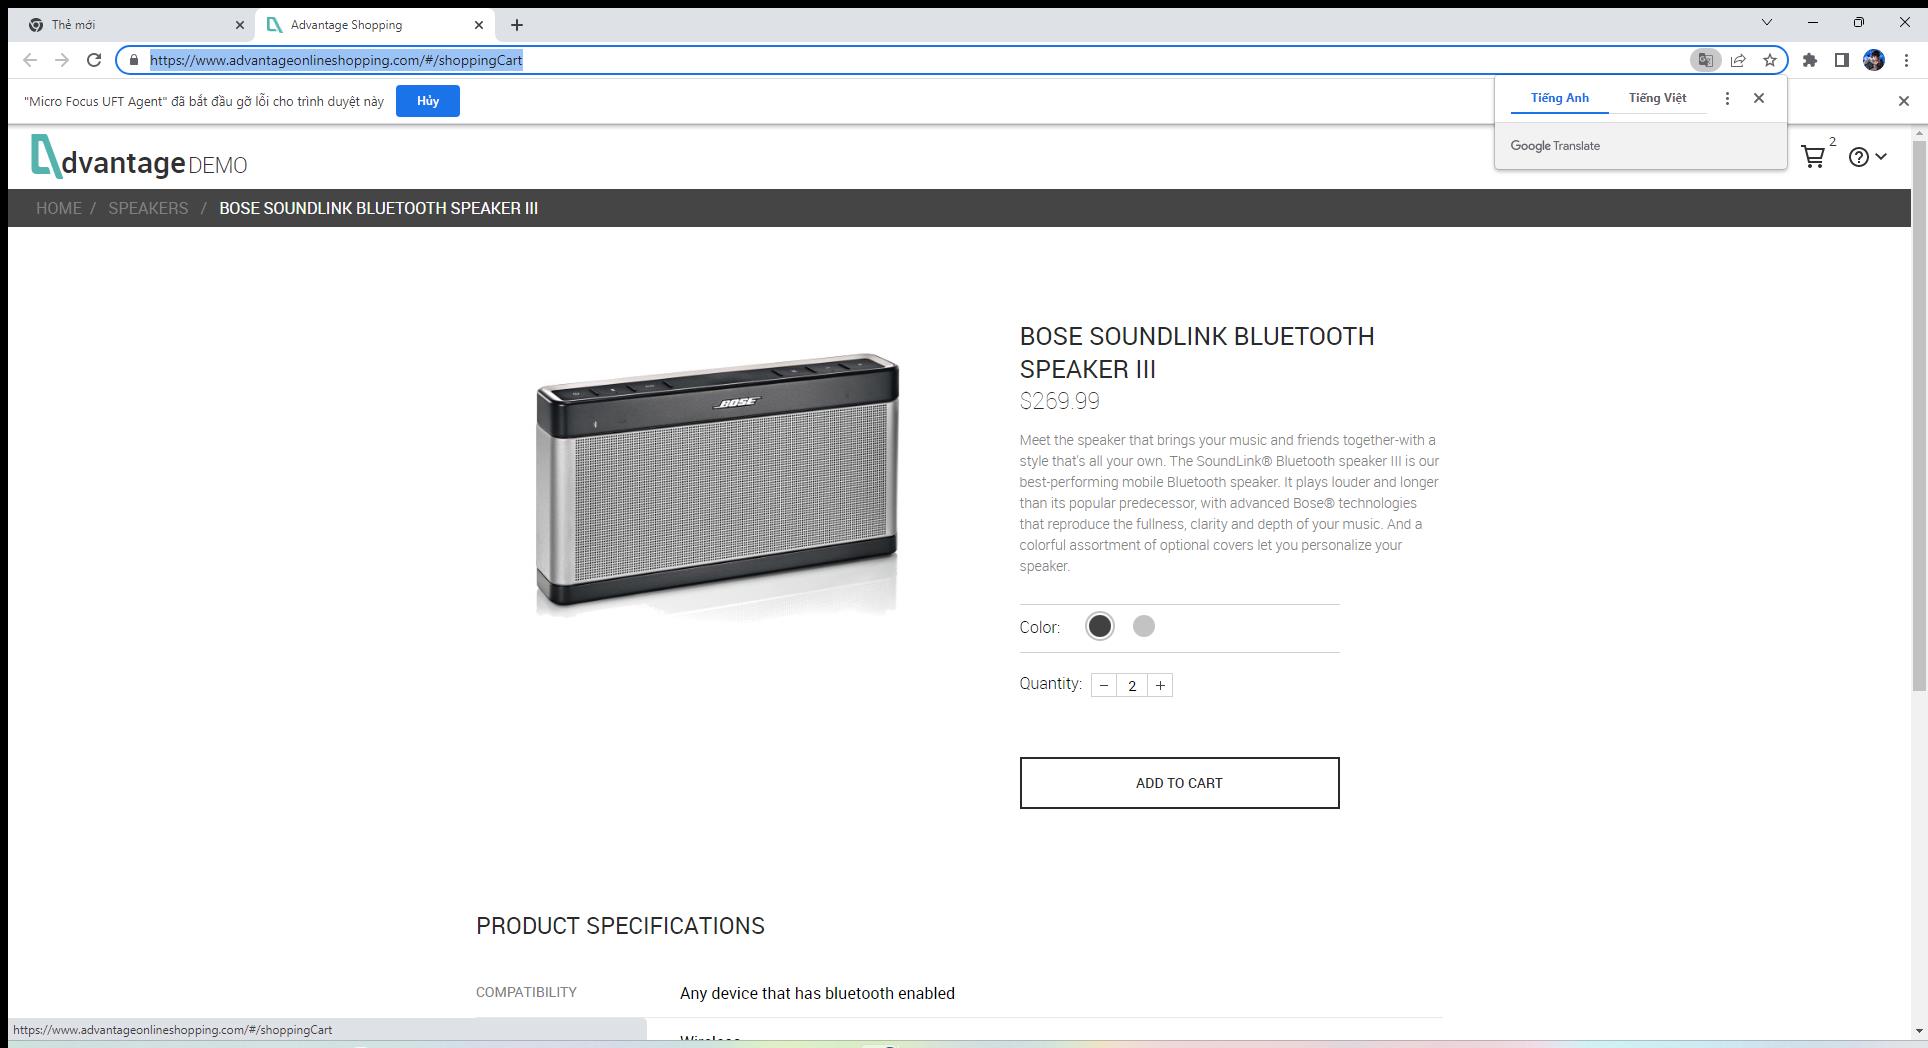 Thẻ mới
Advantage Shopping
https://www.advantageonlineshopping.com/#/shoppingCart
"Micro Focus UFT Agent" đã bắt đầu gỡ lỗi cho trình duyệt này
Hủy
Tiếng Anh
Tiếng Việt
Google Translate
dvantage DEMO
2
HOME / SPEAKERS / BOSE SOUNDLINK BLUETOOTH SPEAKER III
BOSE
BOSE SOUNDLINK BLUETOOTH
SPEAKER III
$269.99
Meet the speaker that brings your music and friends together-with a
style that's all your own. The SoundLink® Bluetooth speaker III is our
best-performing mobile Bluetooth speaker. It plays louder and longer
than its popular predecessor, with advanced Bose® technologies
that reproduce the fullness, clarity and depth of your music. And a
colorful assortment of optional covers let you personalize your
speaker.
Color:
Quantity: − 2 +
ADD TO CART
PRODUCT SPECIFICATIONS
COMPATIBILITY
Any device that has bluetooth enabled
Wireless
https://www.advantageonlineshopping.com/#/shoppingCart